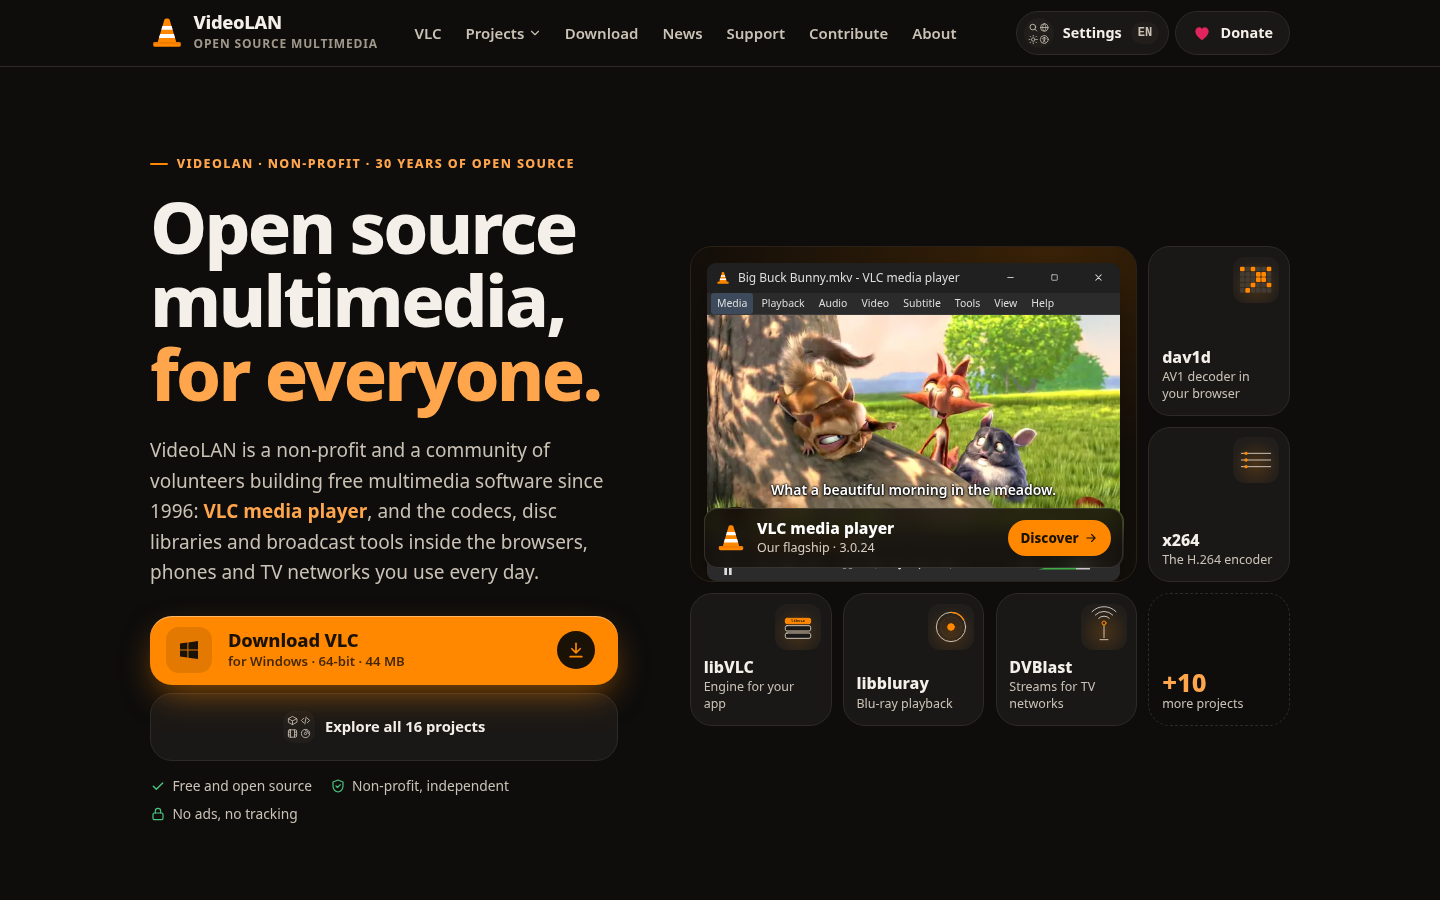 VideoLAN
OPEN SOURCE MULTIMEDIA
VLC Projects Download News Support Contribute About
Settings EN
Donate
VIDEOLAN · NON-PROFIT · 30 YEARS OF OPEN SOURCE
Open source
multimedia,
for everyone.
VideoLAN is a non-profit and a community of
volunteers building free multimedia software since
1996: VLC media player, and the codecs, disc
libraries and broadcast tools inside the browsers,
phones and TV networks you use every day.
Download VLC
for Windows · 64-bit · 44 MB
Explore all 16 projects
Free and open source
Non-profit, independent
No ads, no tracking
Big Buck Bunny.mkv - VLC media player
Media Playback Audio Video Subtitle Tools View Help
What a beautiful morning in the meadow.
VLC media player
Our flagship · 3.0.24
Discover
dav1d
AV1 decoder in
your browser
x264
The H.264 encoder
libVLC
Engine for your
app
libbluray
Blu-ray playback
DVBlast
Streams for TV
networks
+10
more projects